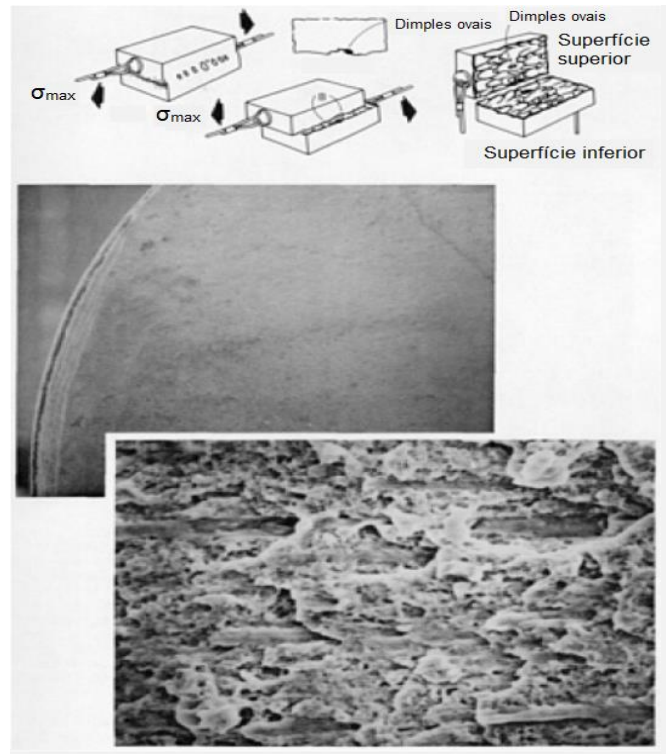 Dimples ovais
Dimples ovais
Superfície
superior
σmax
σmax
Superfície inferior